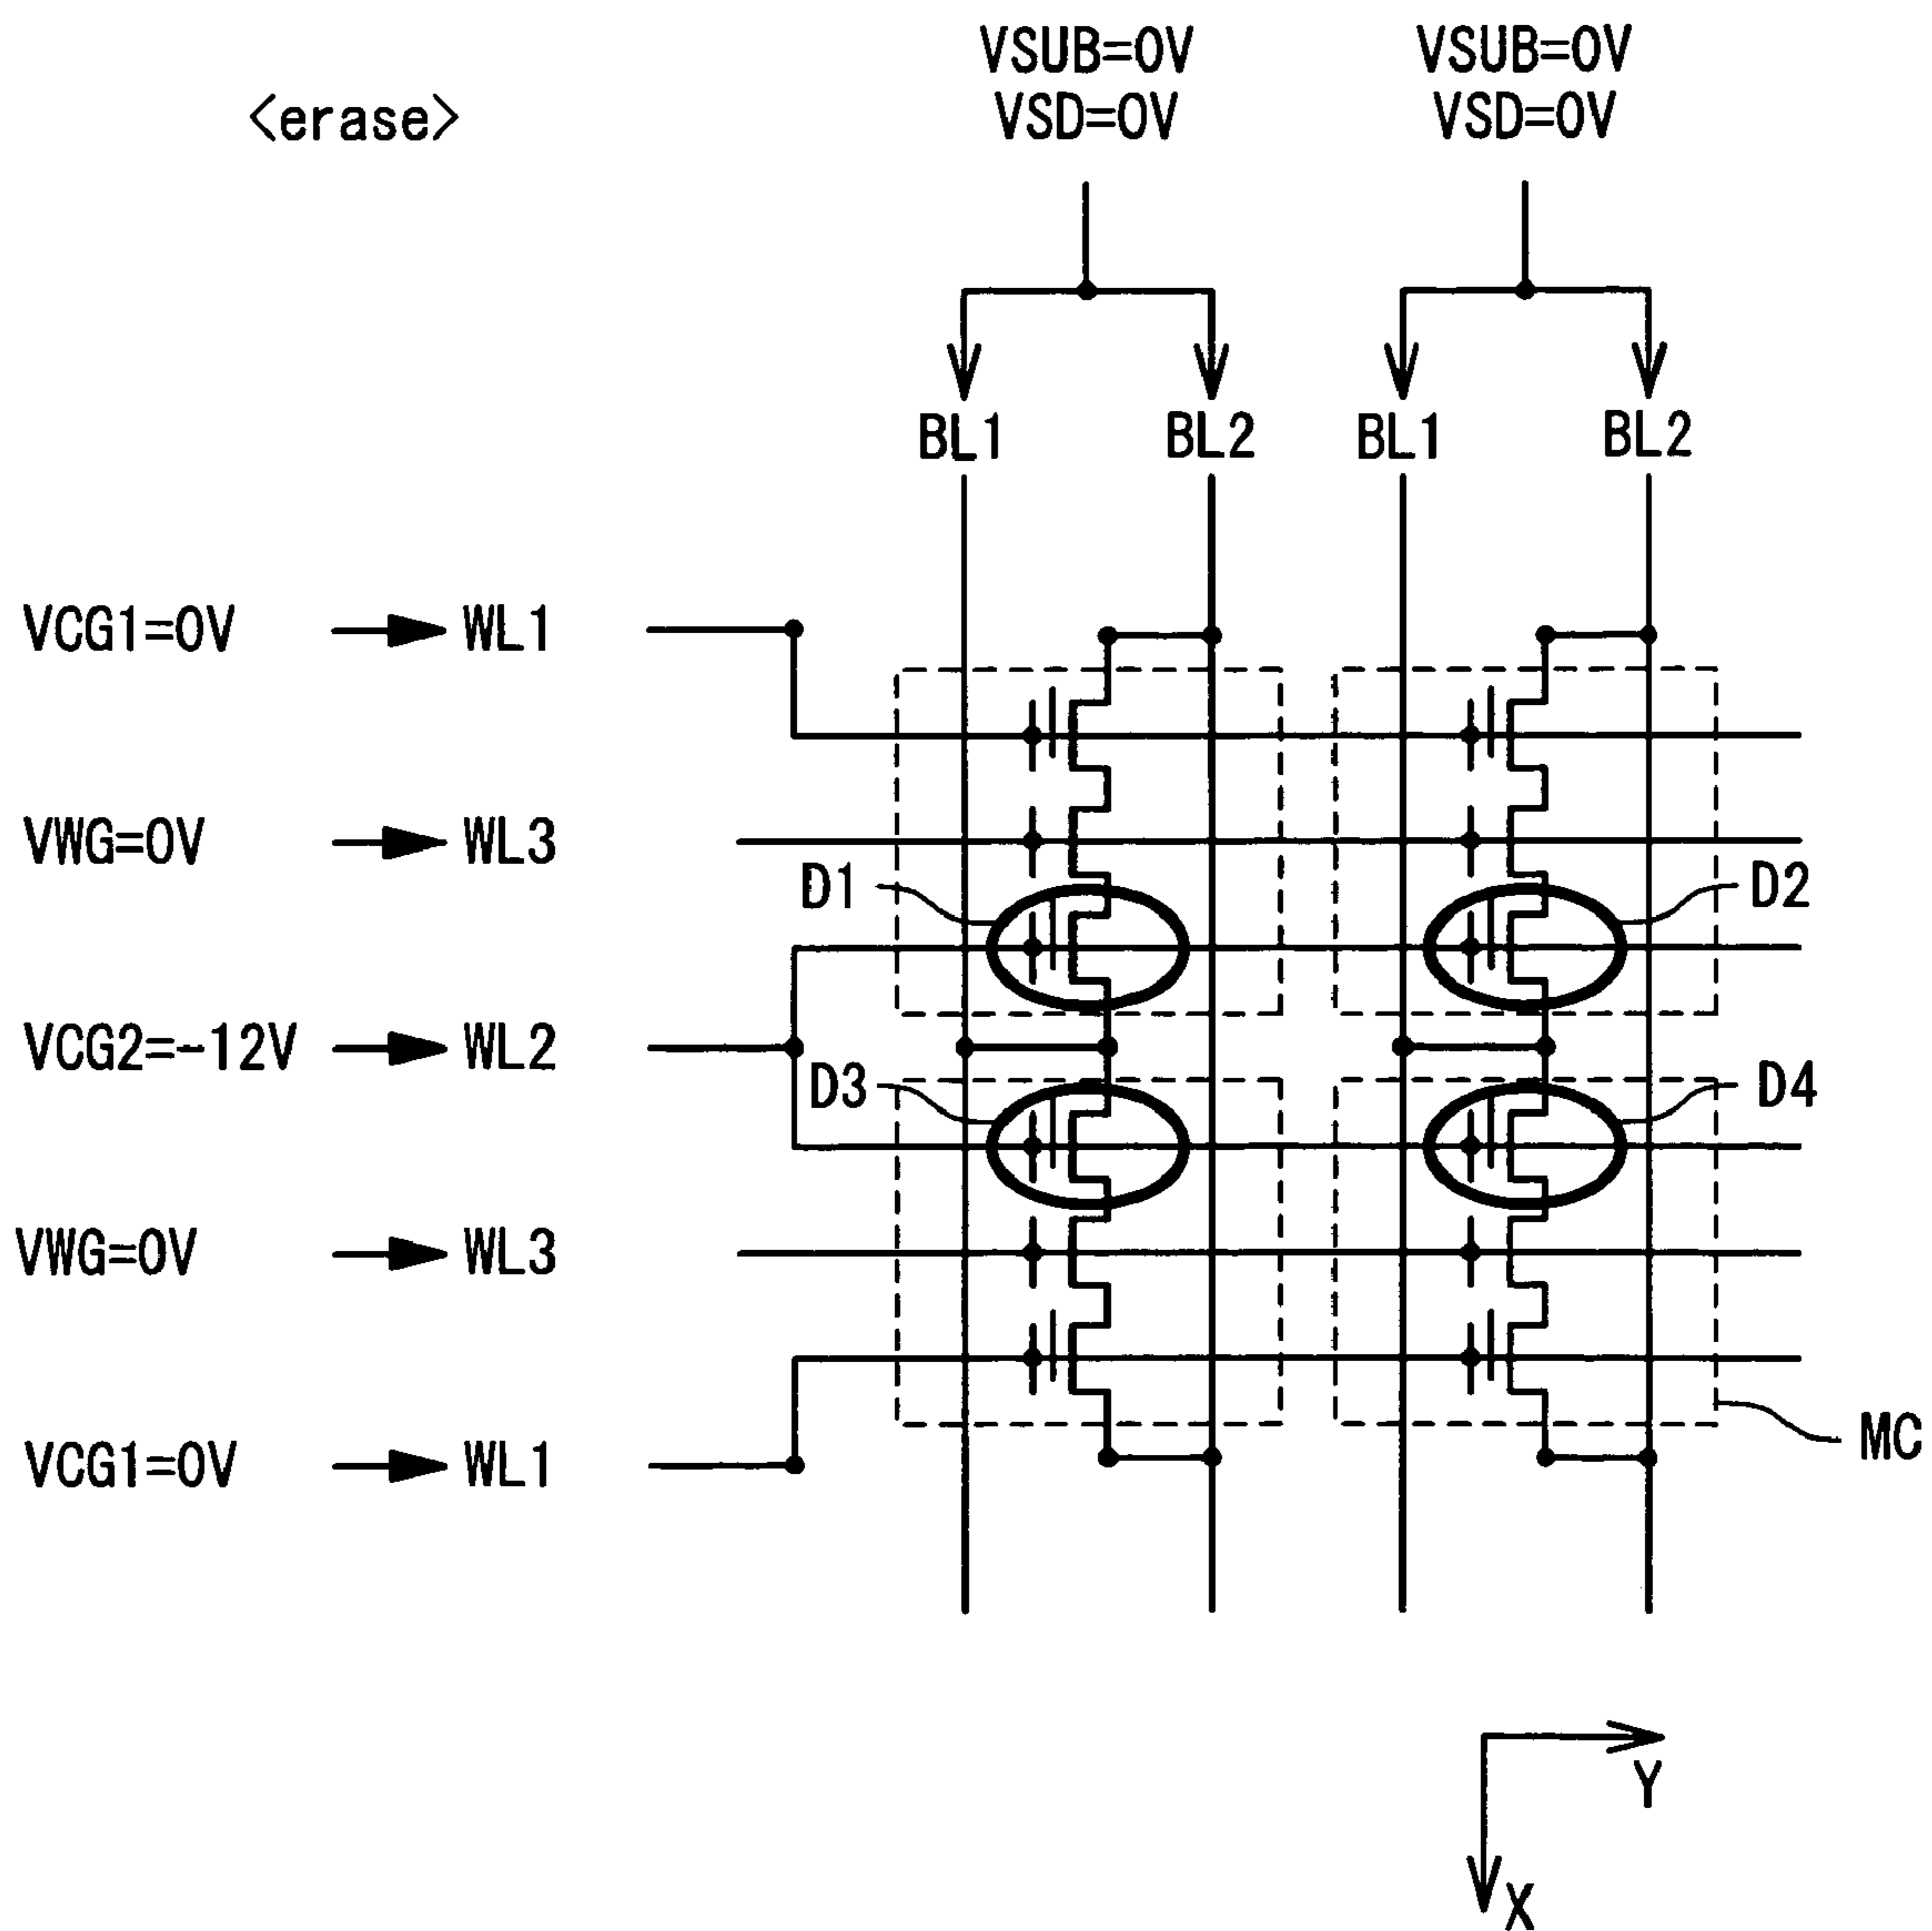 VSUB=0V VSUB=0V
<erase> VSD=0V VSD=0V
BL1 BL2 BL1 BL2
VCG1=0V WL1
VWG=0V WL3
D1 D2
VCG2=-12V WL2
D3 D4
VWG=0V WL3
MC
VCG1=0V WL1
Y
X